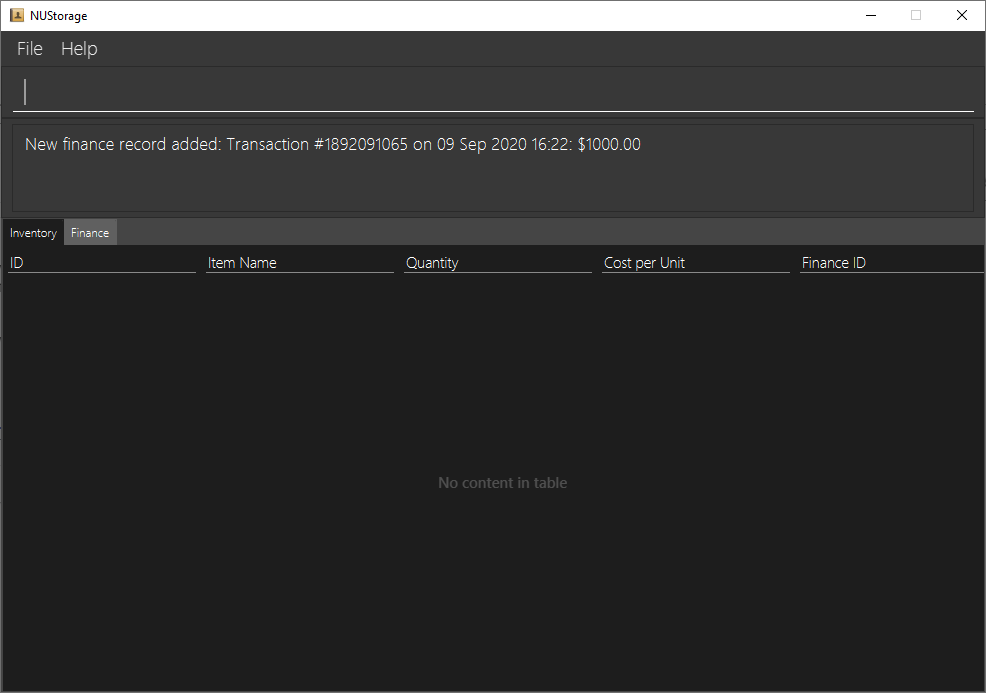 NUStorage
File Help
New finance record added: Transaction #1892091065 on 09 Sep 2020 16:22: $1000.00
Inventory Finance
ID Item Name Quantity Cost per Unit Finance ID
No content in table